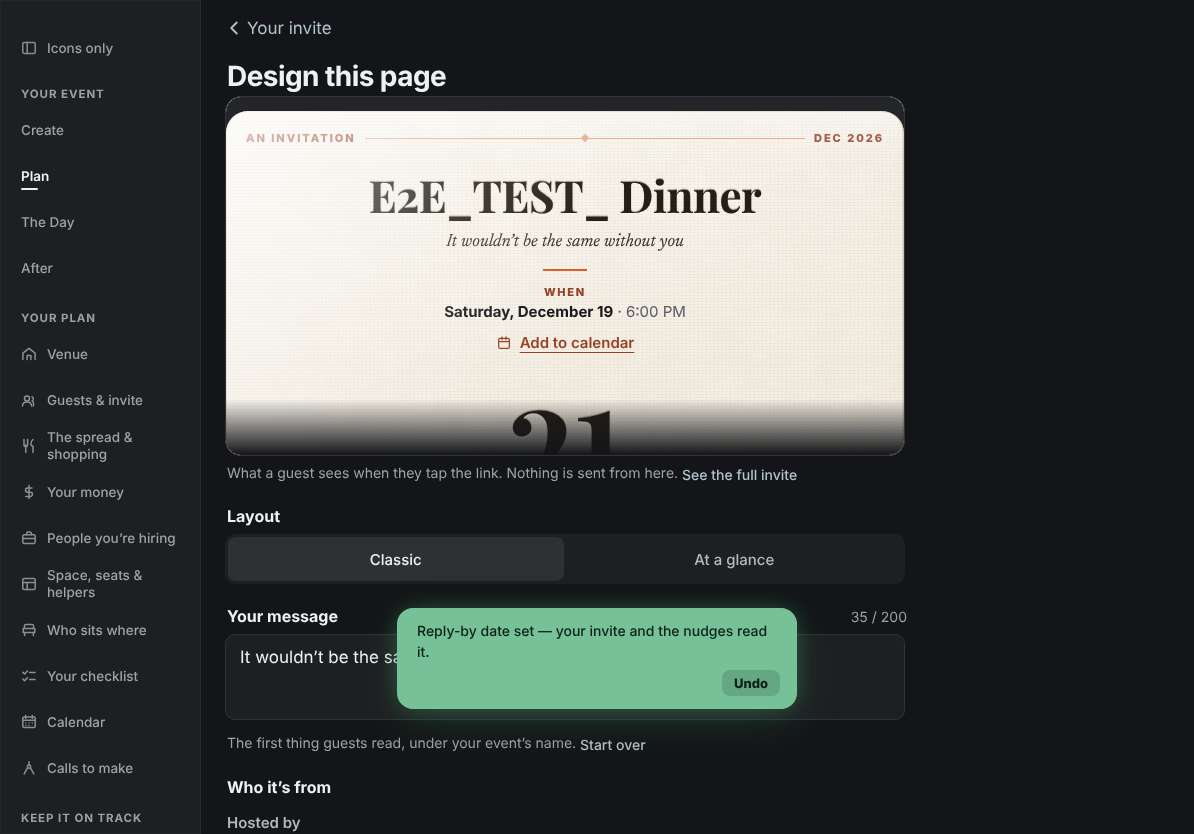 Icons only
YOUR EVENT
Create
Plan
The Day
After
YOUR PLAN
Venue
Guests & invite
The spread &
shopping
Your money
People you’re hiring
Space, seats &
helpers
Who sits where
Your checklist
Calendar
Calls to make
KEEP IT ON TRACK
Your invite
Design this page
AN INVITATION
DEC 2026
E2E_TEST_ Dinner
It wouldn’t be the same without you
WHEN
Saturday, December 19 · 6:00 PM
Add to calendar
21
What a guest sees when they tap the link. Nothing is sent from here. See the full invite
Layout
Classic
At a glance
Your message
35 / 200
It wouldn’t be the
Reply-by date set — your invite and the nudges read
it.
Undo
The first thing guests read, under your event’s name. Start over
Who it’s from
Hosted by